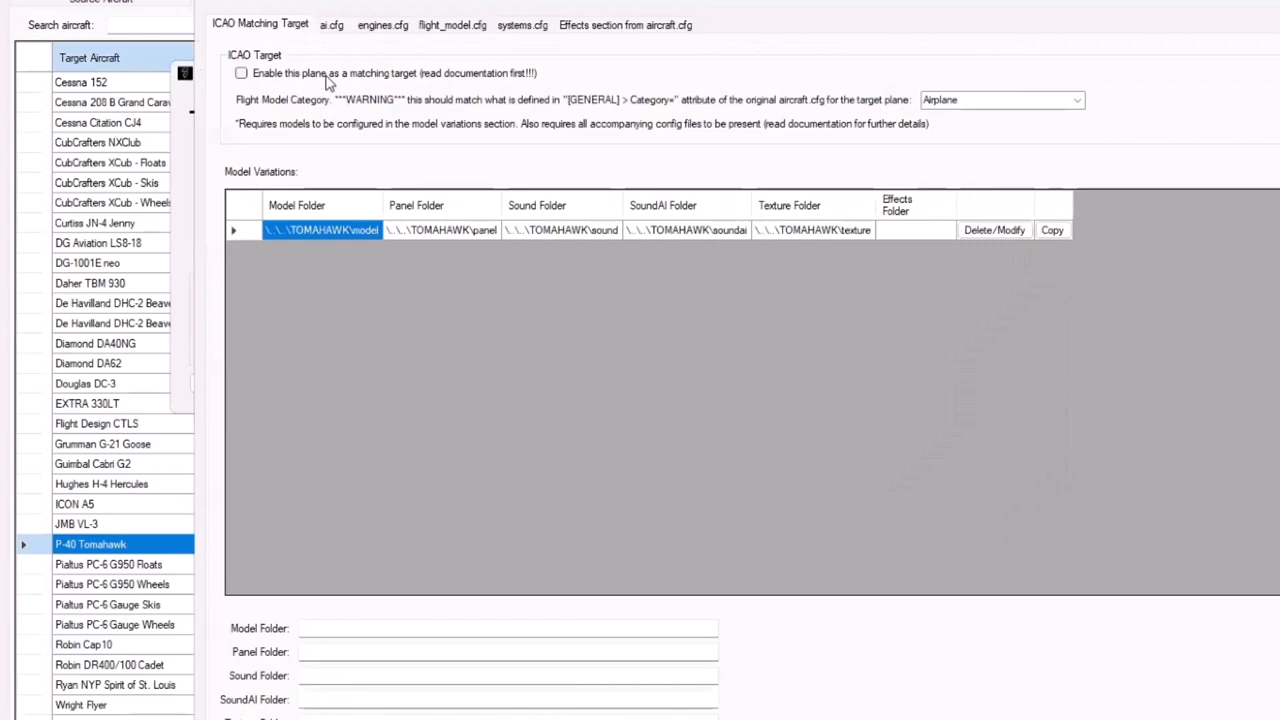 Source Aircraft
Search aircraft:
Target Aircraft
Cessna 152
Cessna 208 B Grand Carav
Cessna Citation CJ4
CubCrafters NXClub
CubCrafters XCub - Floats
CubCrafters XCub - Skis
CubCrafters XCub - Wheels
Curtiss JN-4 Jenny
DG Aviation LS8-18
DG-1001E neo
Daher TBM 930
De Havilland DHC-2 Beave
De Havilland DHC-2 Beave
Diamond DA40NG
Diamond DA62
Douglas DC-3
EXTRA 330LT
Flight Design CTLS
Grumman G-21 Goose
Guimbal Cabri G2
Hughes H-4 Hercules
ICON A5
JMB VL-3
P-40 Tomahawk
Pialtus PC-6 G950 Floats
Pialtus PC-6 G950 Wheels
Pialtus PC-6 Gauge Skis
Pialtus PC-6 Gauge Wheels
Robin Cap10
Robin DR400/100 Cadet
Ryan NYP Spirit of St. Louis
Wright Flyer
ICAO Matching Target ai.cfg engines.cfg flight_model.cfg systems.cfg Effects section from aircraft.cfg
ICAO Target
Enable this plane as a matching target (read documentation first!!!)
Flight Model Category. ***WARNING*** this should match what is defined in "[GENERAL] > Category=" attribute of the original aircraft.cfg for the target plane: Airplane
*Requires models to be configured in the model variations section. Also requires all accompanying config files to be present (read documentation for further details)
Model Variations:
Model Folder Panel Folder Sound Folder SoundAI Folder Texture Folder Effects Folder
\..\..\TOMAHAWK\model \..\..\TOMAHAWK\panel \..\..\TOMAHAWK\sound \..\..\TOMAHAWK\soundai \..\..\TOMAHAWK\texture Delete/Modify Copy
Model Folder:
Panel Folder:
Sound Folder:
SoundAI Folder: